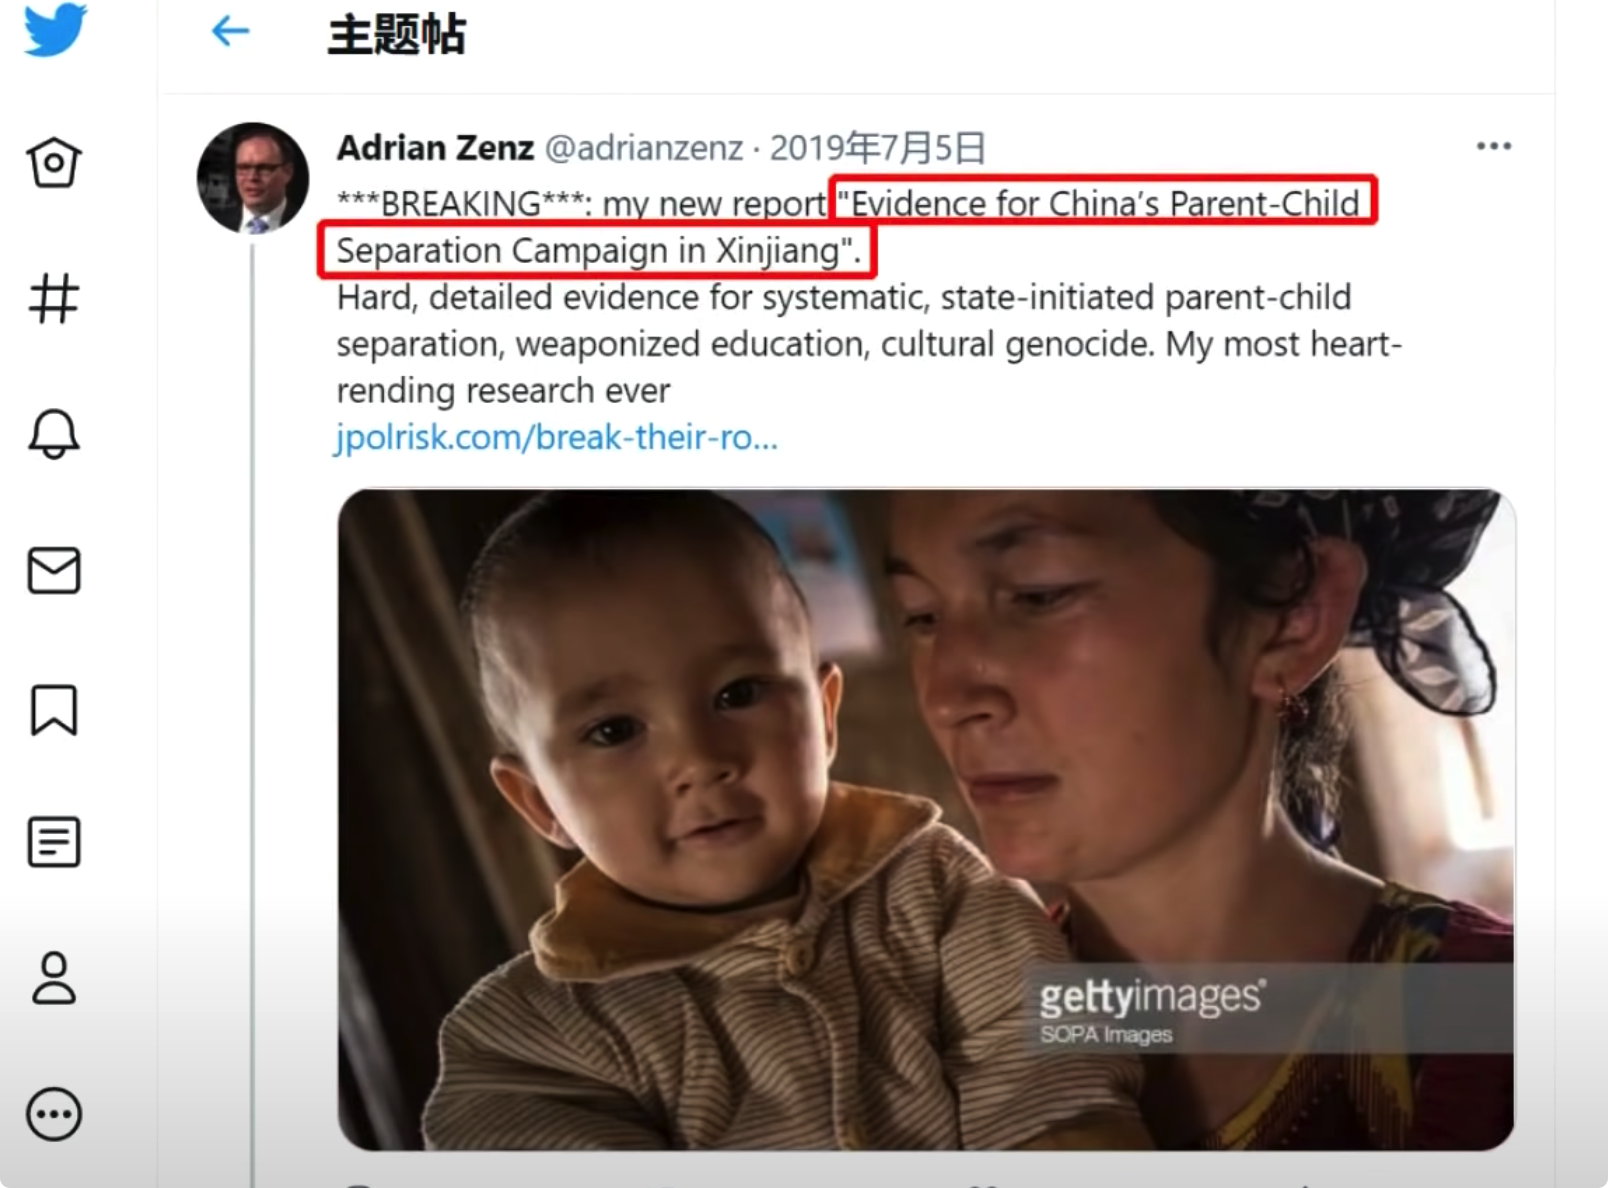 主题帖
Adrian Zenz @adrianzenz · 2019年7月5日
***BREAKING***: my new report "Evidence for China's Parent-Child
Separation Campaign in Xinjiang".
Hard, detailed evidence for systematic, state-initiated parent-child
separation, weaponized education, cultural genocide. My most heart-
rending research ever
jpolrisk.com/break-their-ro...
gettyimages®
SOPA Images